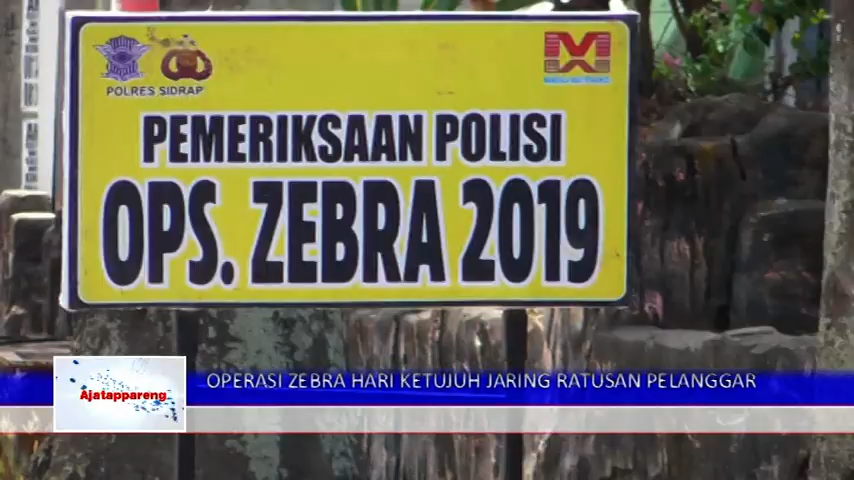 POLRES SIDRAP
PEMERIKSAAN POLISI
OPS. ZEBRA 2019
OPERASI ZEBRA HARI KETUJUH JARING RATUSAN PELANGGAR
Ajatappareng